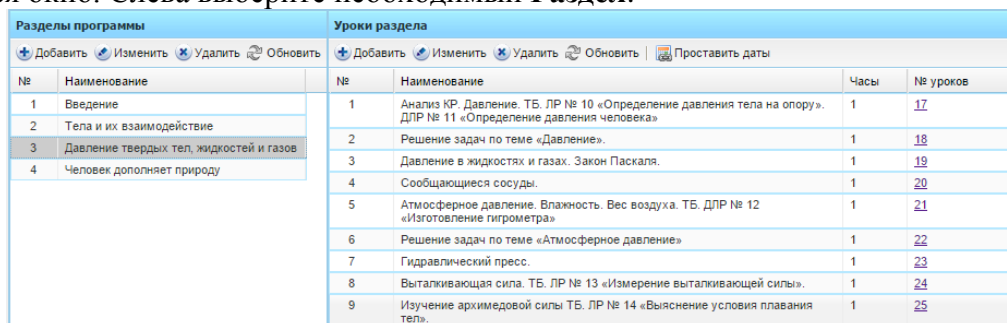 я окно. Слева выберите необходимый Раздел.
Разделы программы
Добавить Изменить Удалить Обновить
№ Наименование
1 Введение
2 Тела и их взаимодействие
3 Давление твердых тел, жидкостей и газов
4 Человек дополняет природу
Уроки раздела
Добавить Изменить Удалить Обновить Проставить даты
№ Наименование Часы № уроков
1 Анализ КР. Давление. ТБ. ЛР № 10 «Определение давления тела на опору». 1 17
ДЛР № 11 «Определение давления человека»
2 Решение задач по теме «Давление». 1 18
3 Давление в жидкостях и газах. Закон Паскаля. 1 19
4 Сообщающиеся сосуды. 1 20
5 Атмосферное давление. Влажность. Вес воздуха. ТБ. ДЛР № 12 1 21
«Изготовление гигрометра»
6 Решение задач по теме «Атмосферное давление» 1 22
7 Гидравлический пресс. 1 23
8 Выталкивающая сила. ТБ. ЛР № 13 «Измерение выталкивающей силы». 1 24
9 Изучение архимедовой силы ТБ. ЛР № 14 «Выяснение условия плавания 1 25
тел».